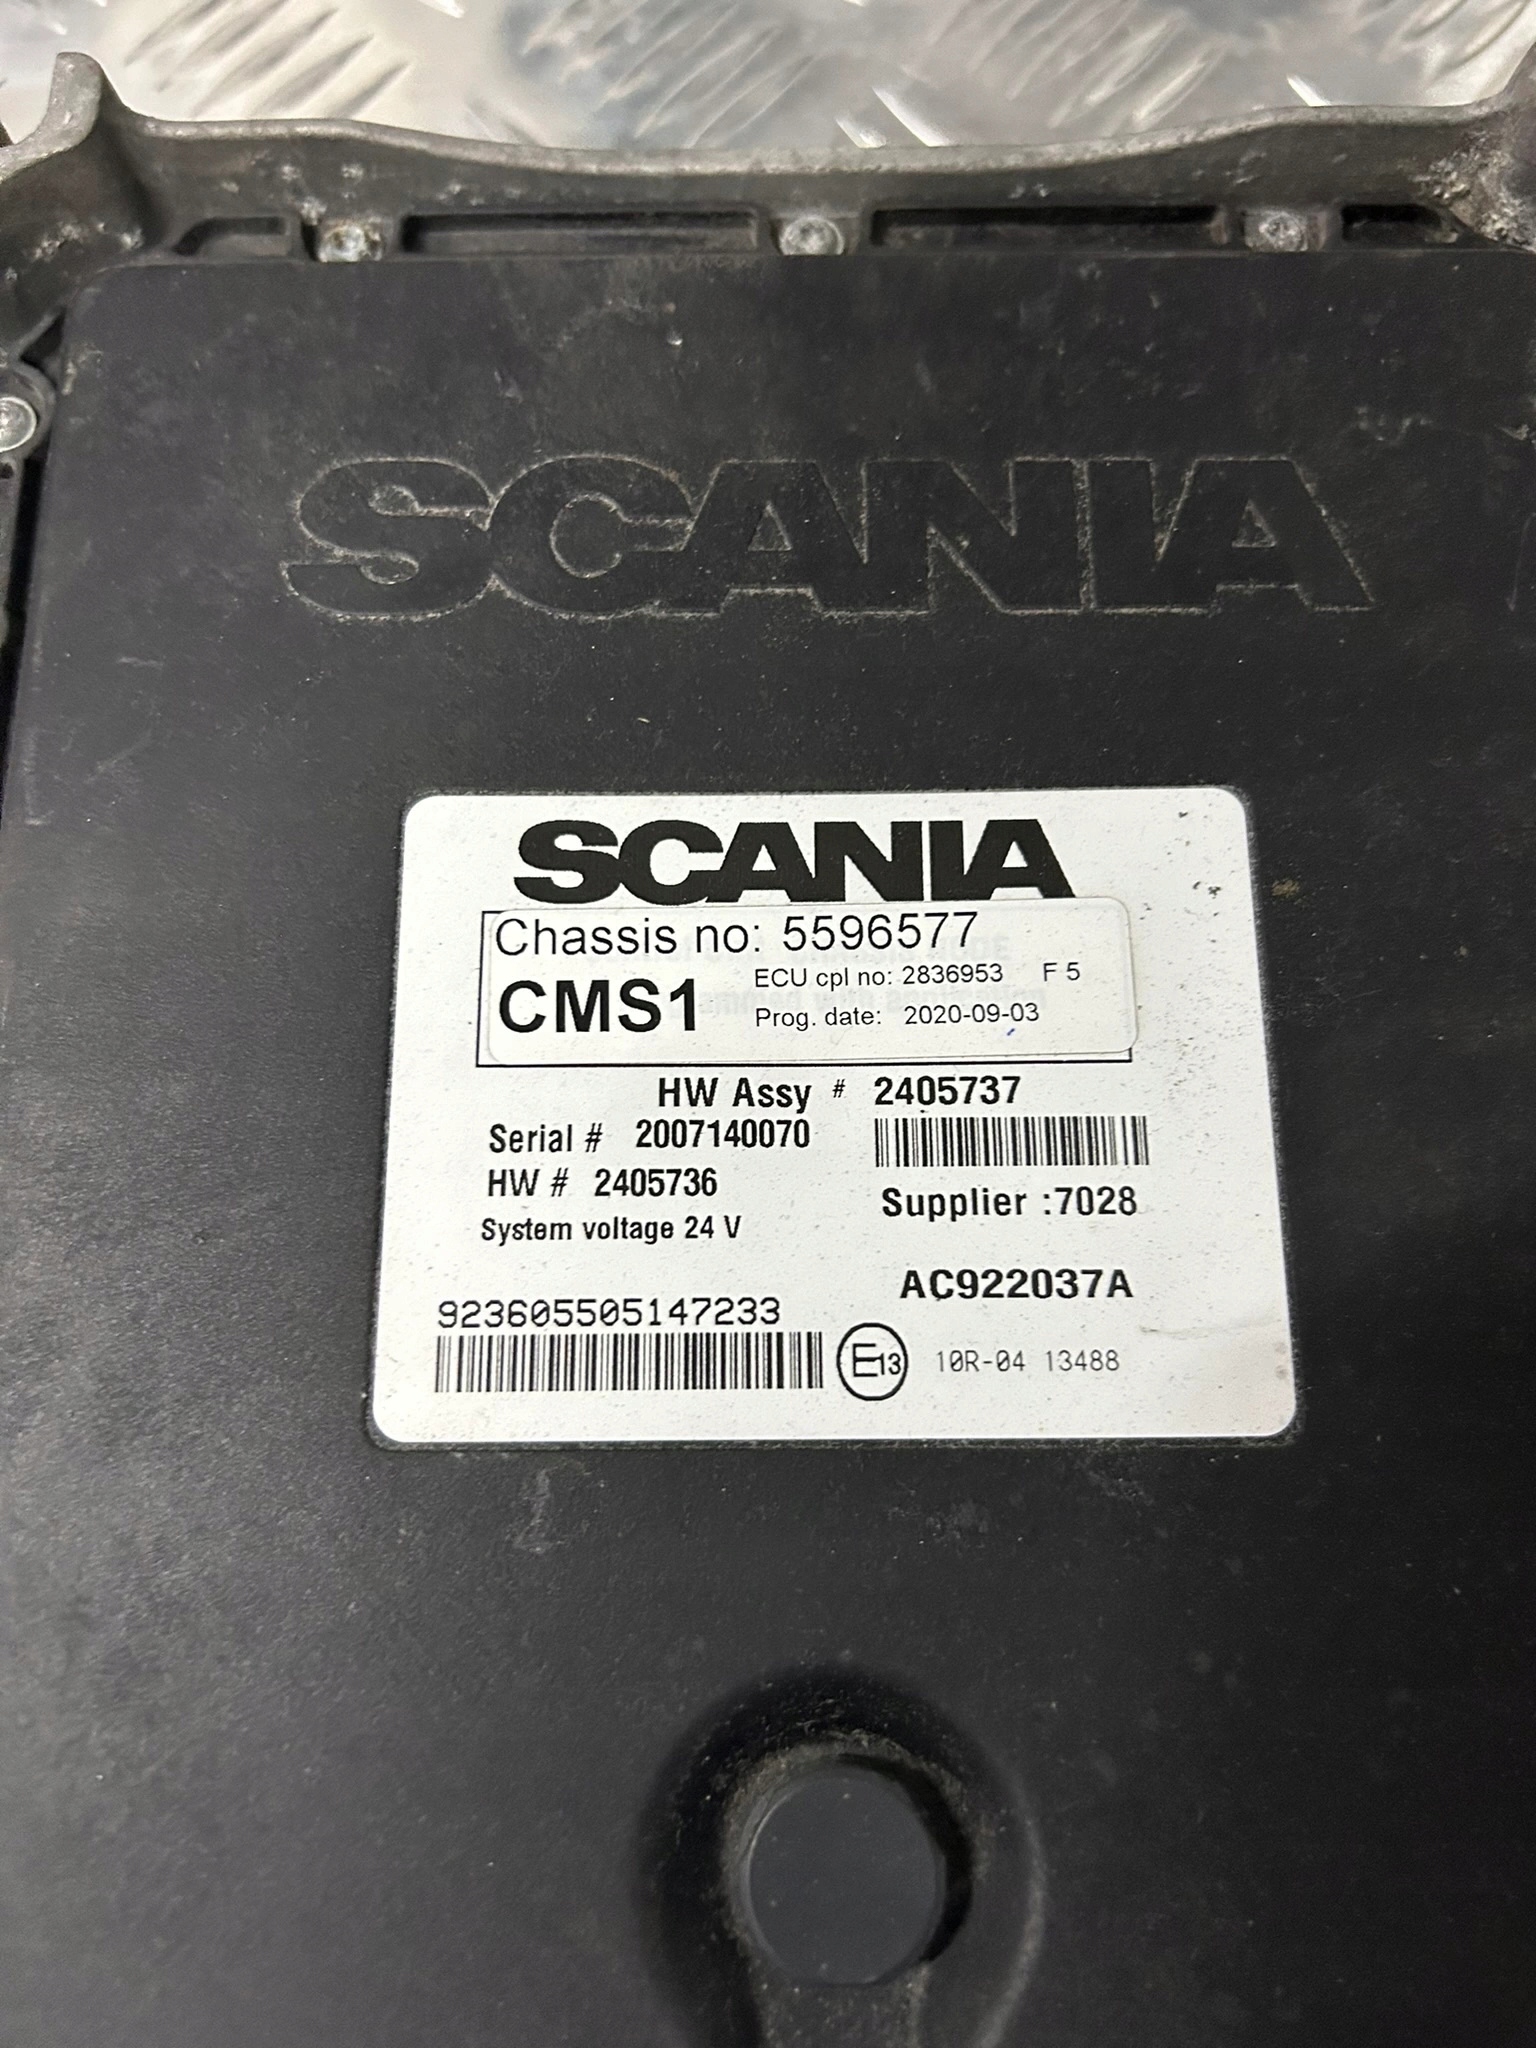 SCANIA
SCANIA
Chassis no: 5596577
CMS1
ECU cpl no: 2836953 F 5
Prog. date: 2020-09-03
HW Assy # 2405737
Serial # 2007140070
HW # 2405736
Supplier :7028
System voltage 24 V
AC922037A
923605505147233
E13 10R-04 13488